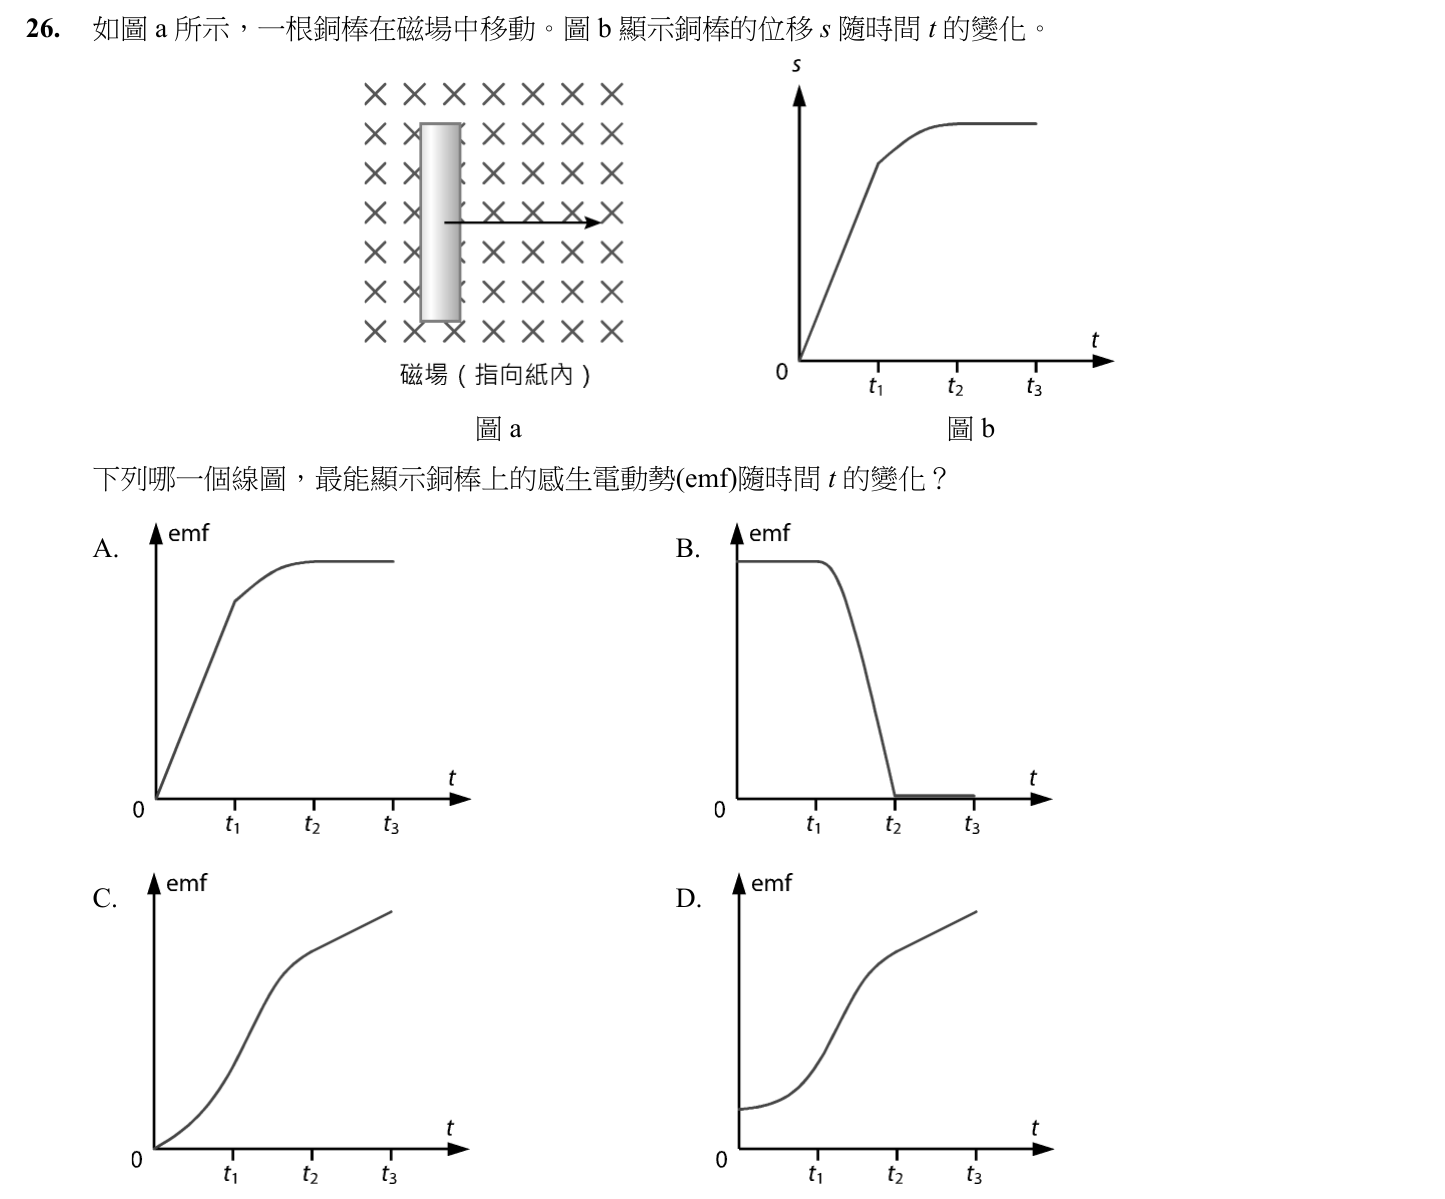 26. 如圖 a 所示，一根銅棒在磁場中移動。圖 b 顯示銅棒的位移 s 隨時間 t 的變化。
s
t
0
t1 t2 t3
磁場（指向紙內）
圖 a 圖 b
下列哪一個線圖，最能顯示銅棒上的感生電動勢(emf)隨時間 t 的變化？
A. emf
t
0
t1 t2 t3
B. emf
t
0
t1 t2 t3
C. emf
t
0
t1 t2 t3
D. emf
t
0
t1 t2 t3